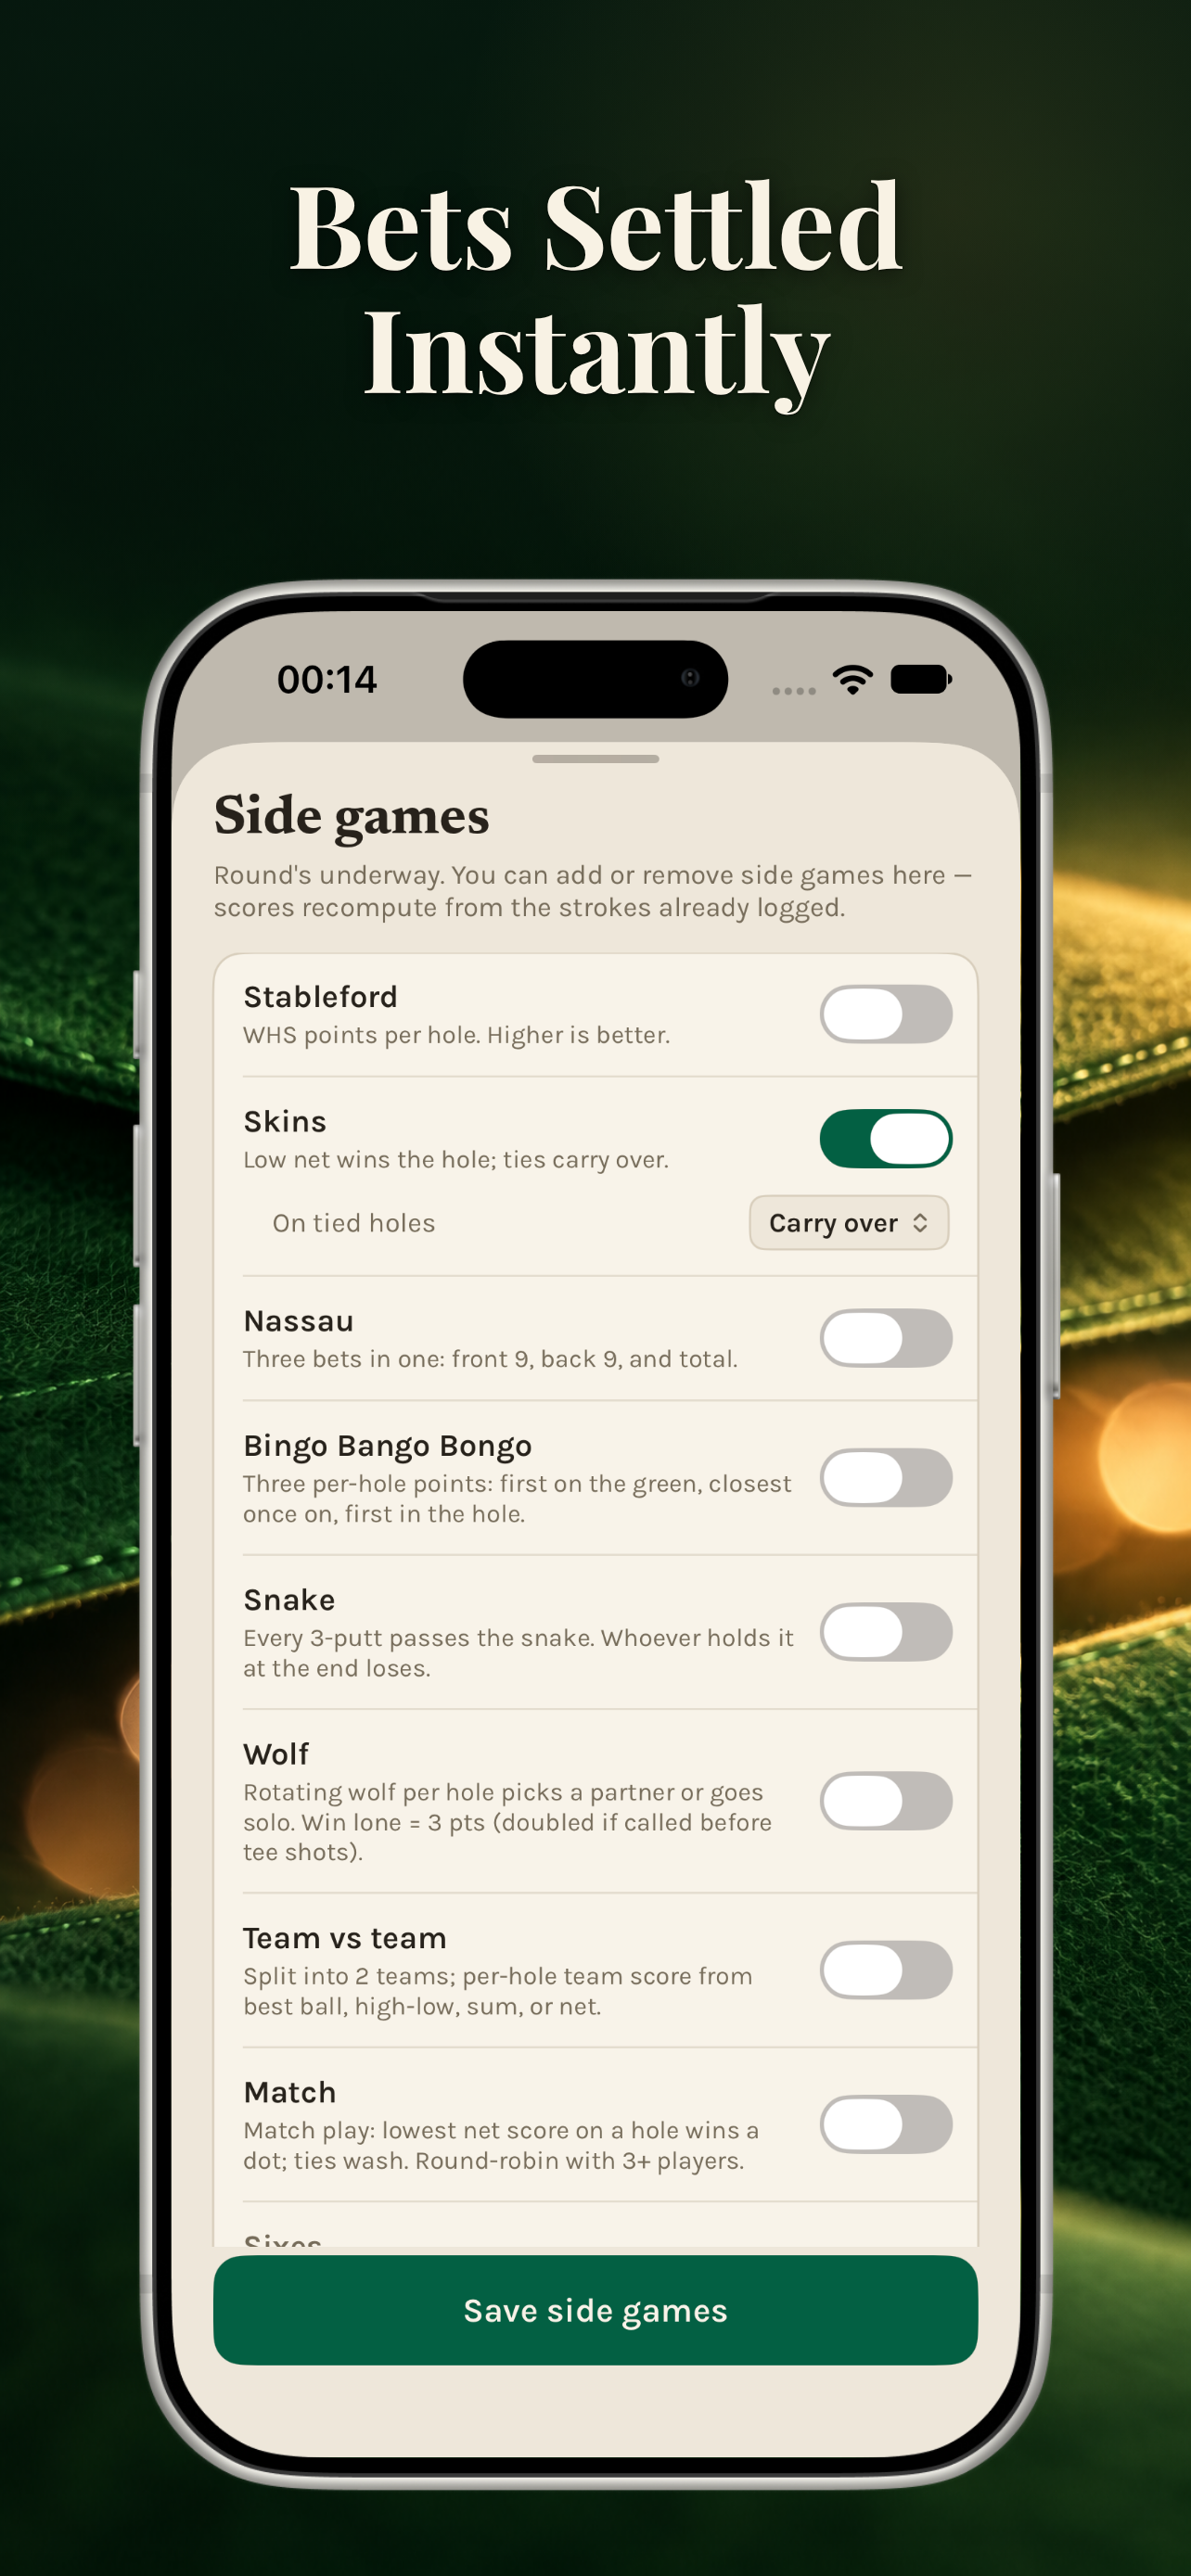 Bets Settled
Instantly
00:14
Side games
Round's underway. You can add or remove side games here —
scores recompute from the strokes already logged.
Stableford
WHS points per hole. Higher is better.
Skins
Low net wins the hole; ties carry over.
On tied holes
Carry over
Nassau
Three bets in one: front 9, back 9, and total.
Bingo Bango Bongo
Three per-hole points: first on the green, closest
once on, first in the hole.
Snake
Every 3-putt passes the snake. Whoever holds it
at the end loses.
Wolf
Rotating wolf per hole picks a partner or goes
solo. Win lone = 3 pts (doubled if called before
tee shots).
Team vs team
Split into 2 teams; per-hole team score from
best ball, high-low, sum, or net.
Match
Match play: lowest net score on a hole wins a
dot; ties wash. Round-robin with 3+ players.
Sixes
Save side games